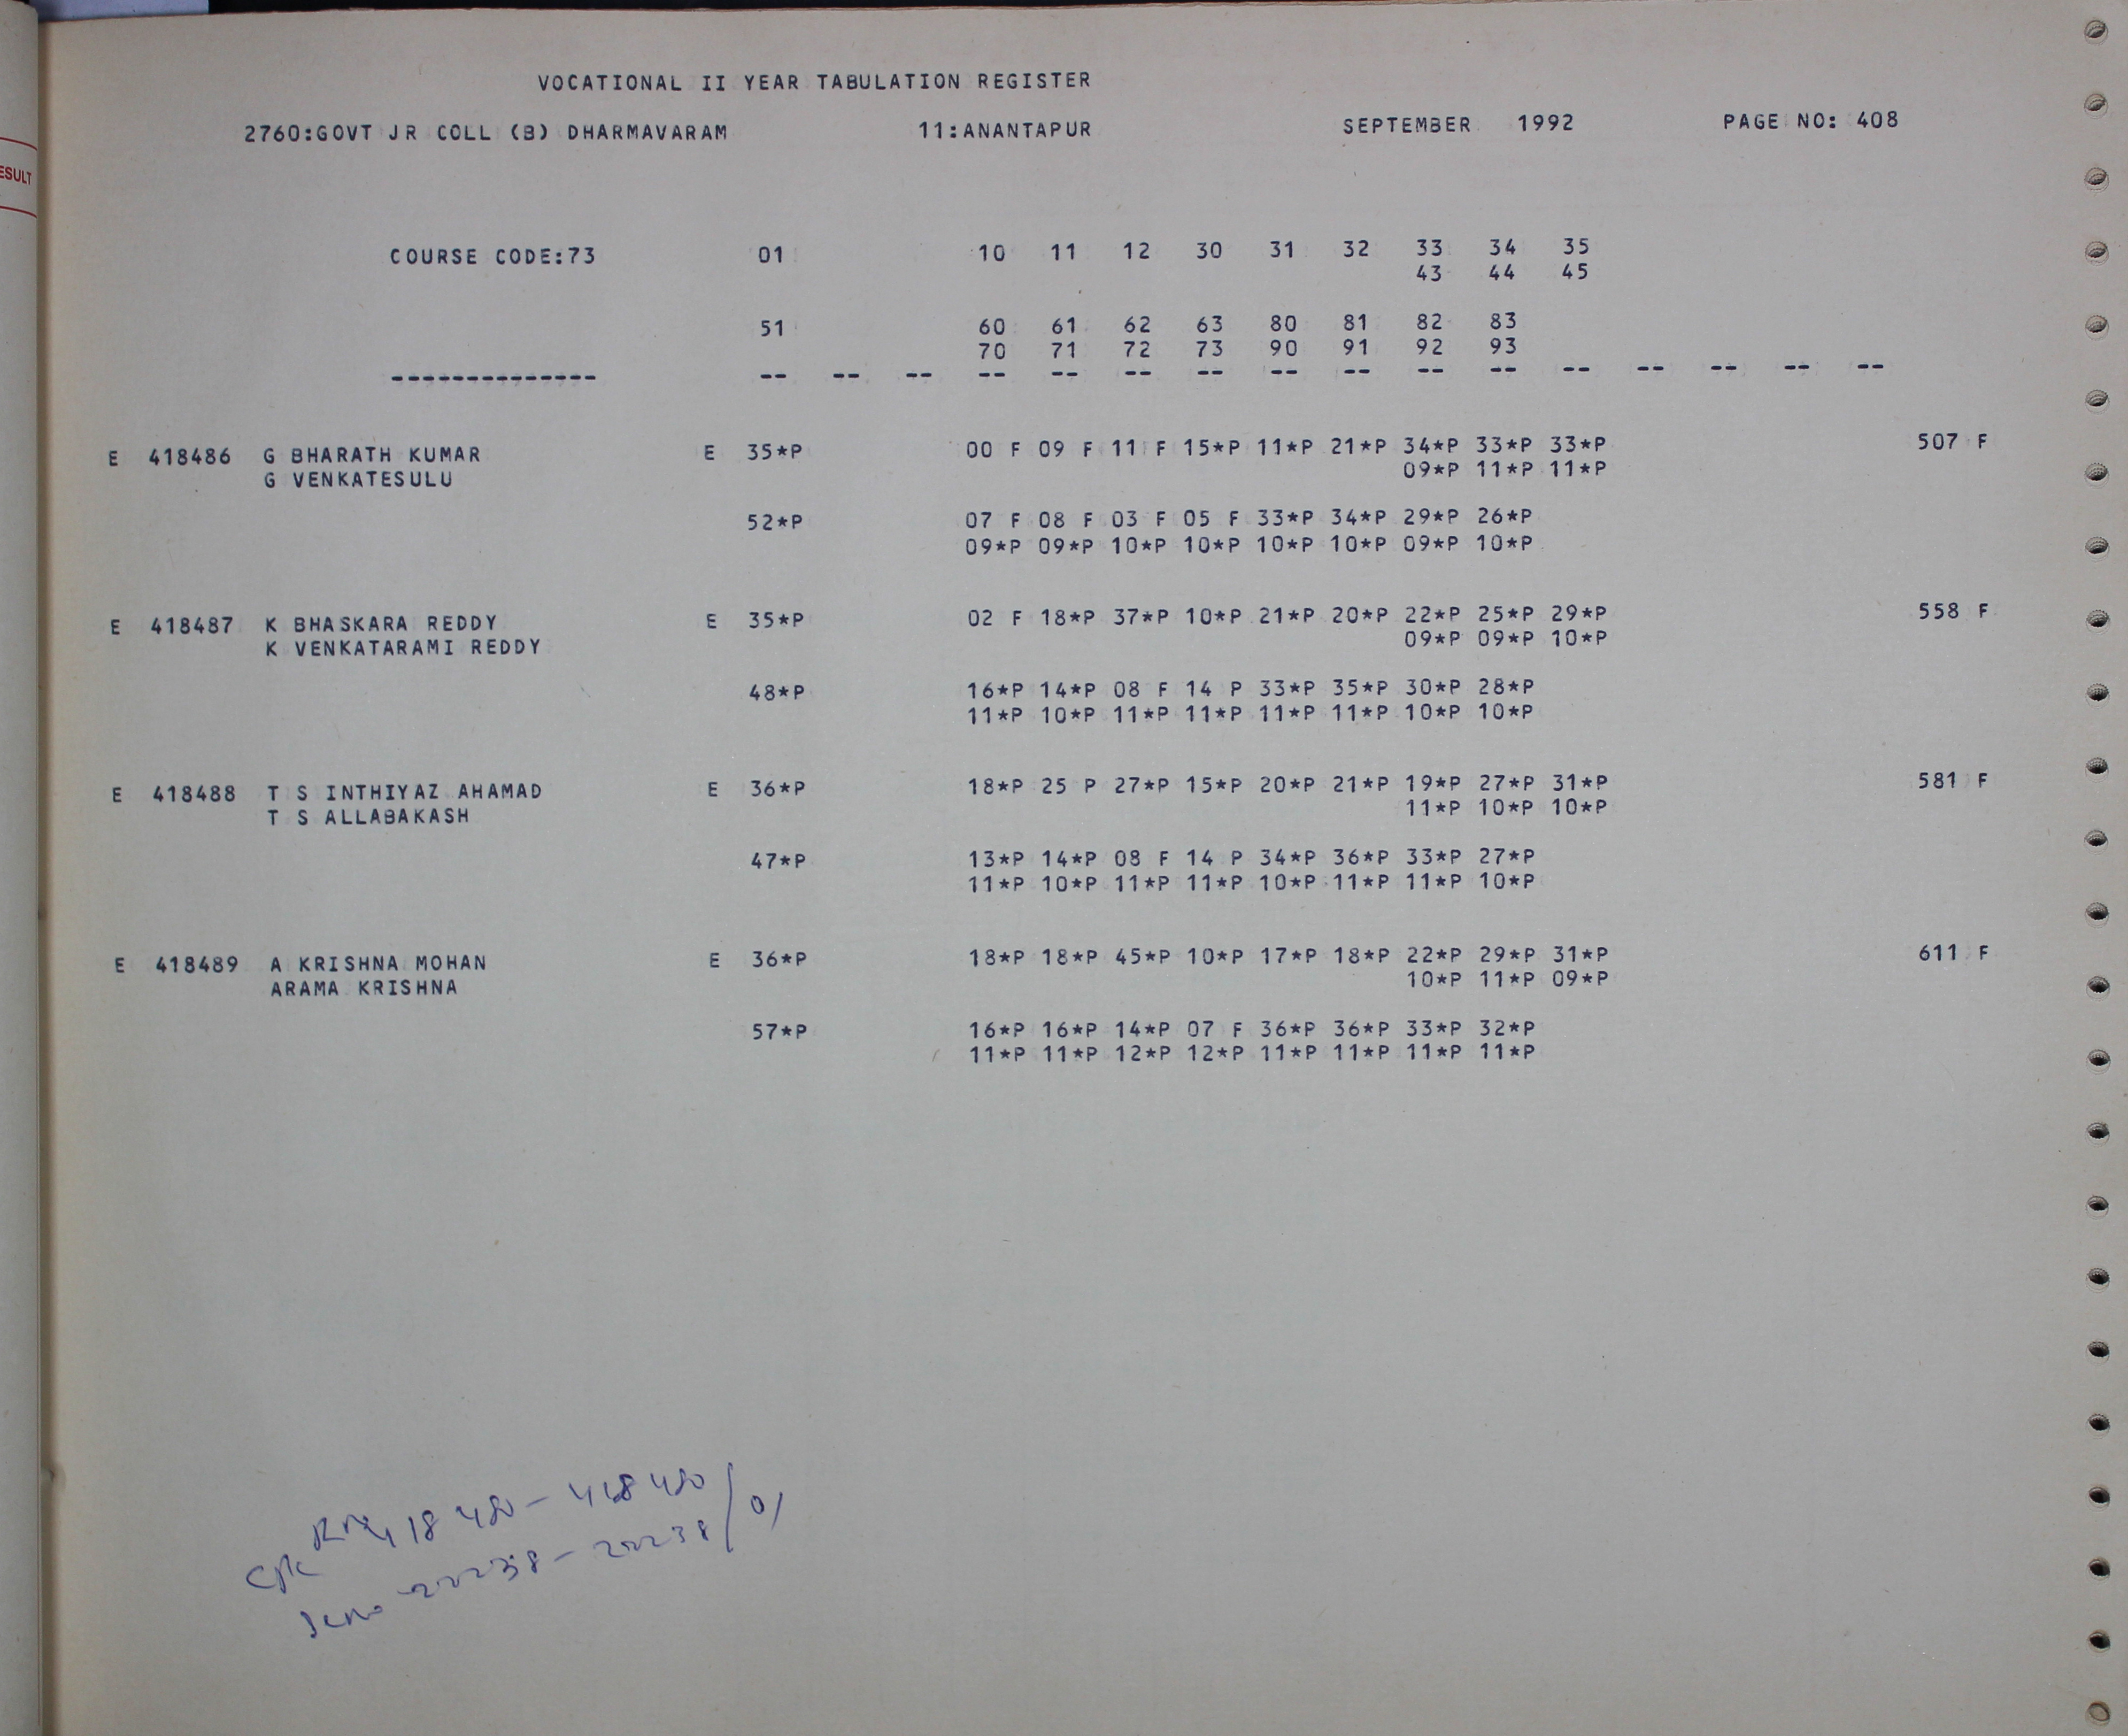 ESULT
VOCATIONAL II YEAR TABULATION REGISTER
2760:GOVT JR COLL (B) DHARMAVARAM 11:ANANTAPUR SEPTEMBER 1992 PAGE NO: 408
COURSE CODE:73 01 10 11 12 30 31 32 33 34 35
43 44 45
51 60 61 62 63 80 81 82 83
70 71 72 73 90 91 92 93
-------------- -- -- -- -- -- -- -- -- -- -- -- -- -- -- -- --
E 418486 G BHARATH KUMAR E 35*P 00 F 09 F 11 F 15*P 11*P 21*P 34*P 33*P 33*P 507 F
G VENKATESULU 09*P 11*P 11*P
52*P 07 F 08 F 03 F 05 F 33*P 34*P 29*P 26*P
09*P 09*P 10*P 10*P 10*P 10*P 09*P 10*P
E 418487 K BHASKARA REDDY E 35*P 02 F 18*P 37*P 10*P 21*P 20*P 22*P 25*P 29*P 558 F
K VENKATARAMI REDDY 09*P 09*P 10*P
48*P 16*P 14*P 08 F 14 P 33*P 35*P 30*P 28*P
11*P 10*P 11*P 11*P 11*P 11*P 10*P 10*P
E 418488 T S INTHIYAZ AHAMAD E 36*P 18*P 25 P 27*P 15*P 20*P 21*P 19*P 27*P 31*P 581 F
T S ALLABAKASH 11*P 10*P 10*P
47*P 13*P 14*P 08 F 14 P 34*P 36*P 33*P 27*P
11*P 10*P 11*P 11*P 10*P 11*P 11*P 10*P
E 418489 A KRISHNA MOHAN E 36*P 18*P 18*P 45*P 10*P 17*P 18*P 22*P 29*P 31*P 611 F
ARAMA KRISHNA 10*P 11*P 09*P
57*P 16*P 16*P 14*P 07 F 36*P 36*P 33*P 32*P
11*P 11*P 12*P 12*P 11*P 11*P 11*P 11*P